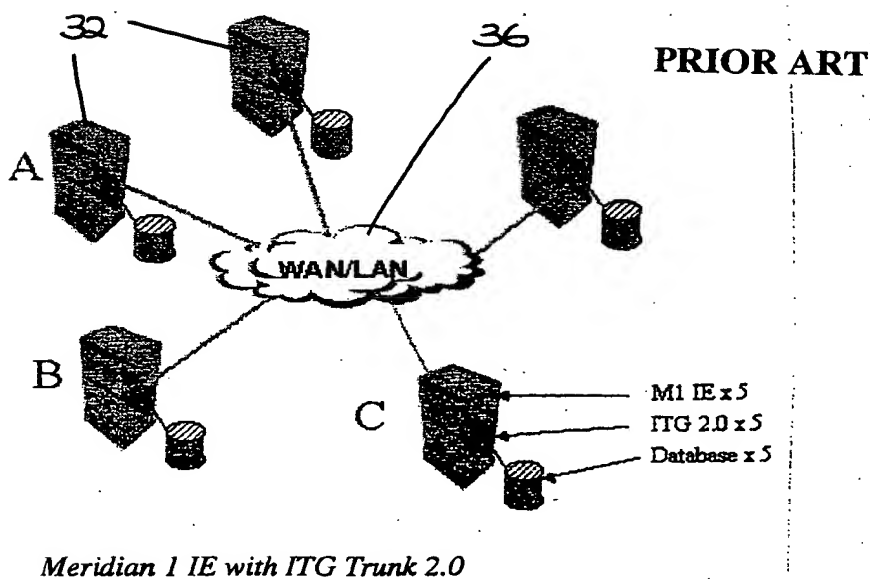 32
36
PRIOR ART
A
WAN/LAN
B
C
M1 IE x 5
ITG 2.0 x 5
Database x 5
Meridian 1 IE with ITG Trunk 2.0